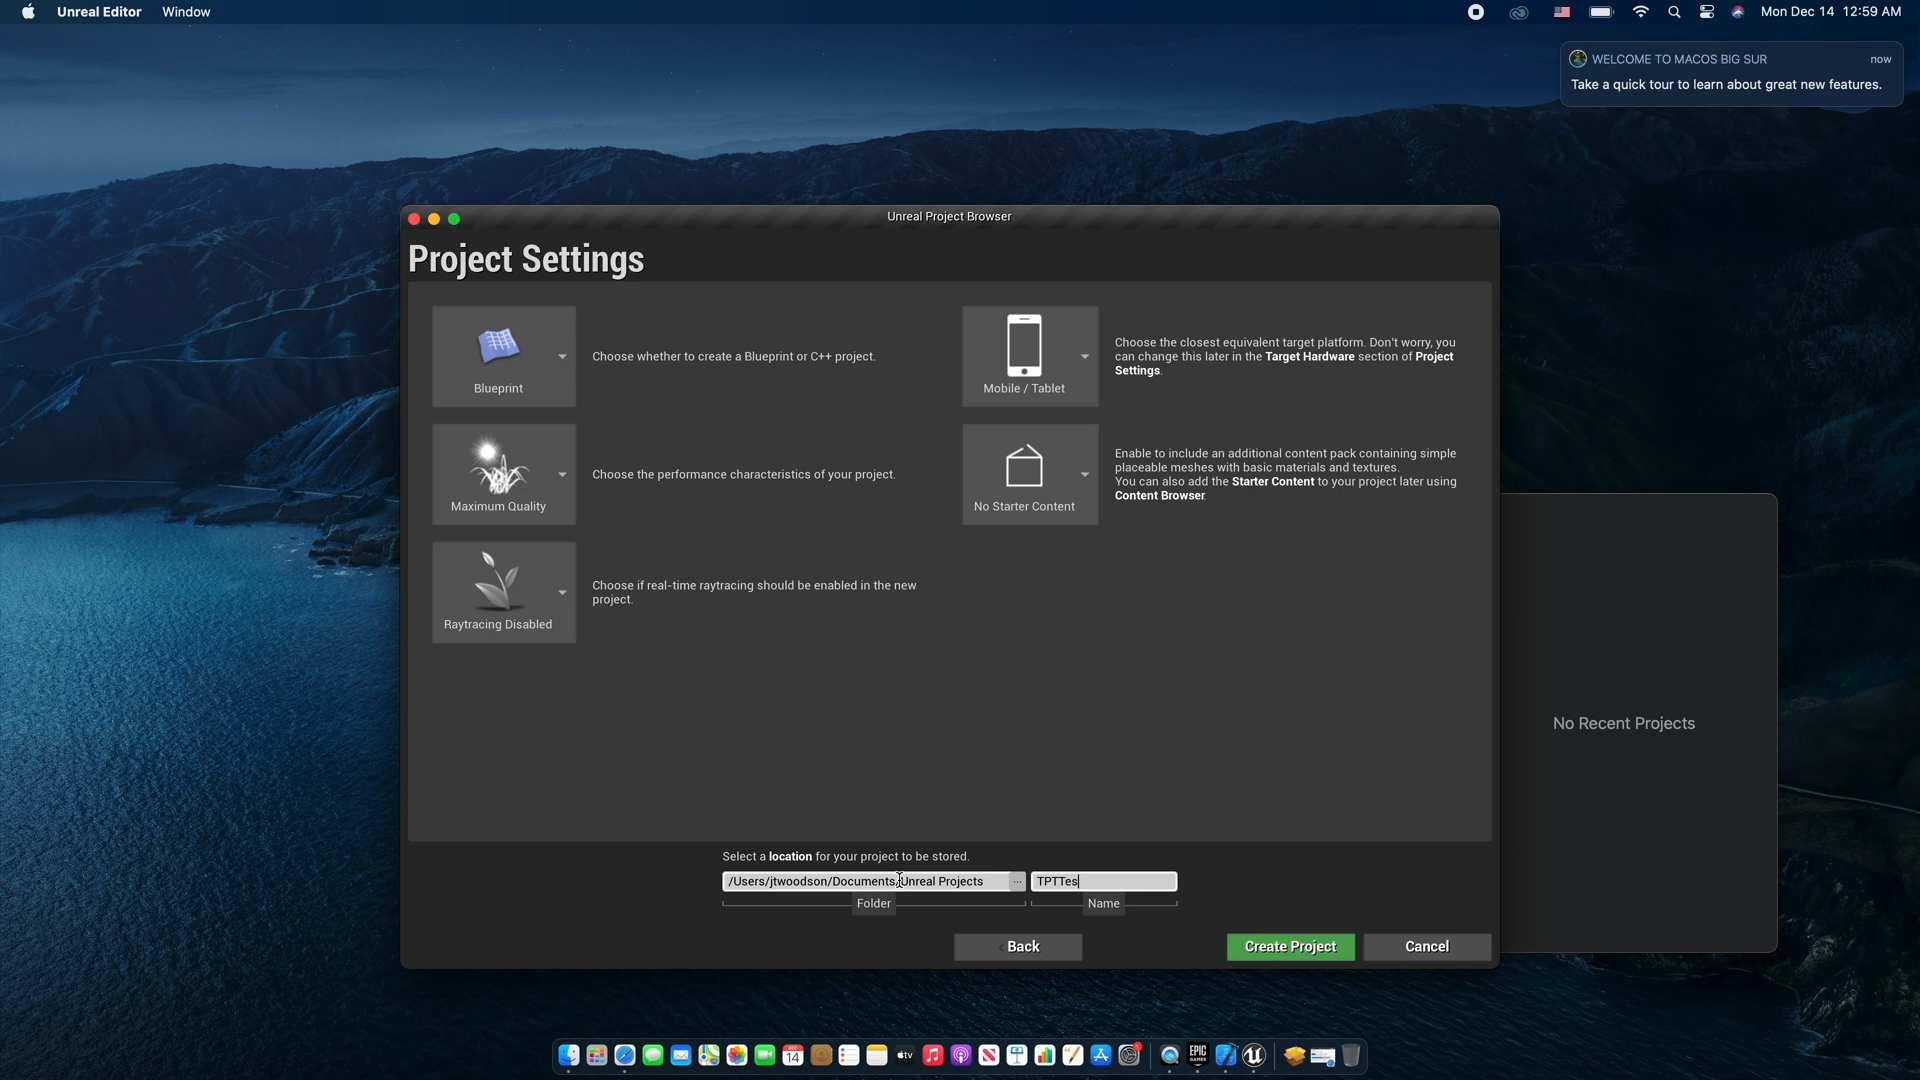 Unreal Editor Window
Mon Dec 14 12:59 AM
WELCOME TO MACOS BIG SUR now
Take a quick tour to learn about great new features.
Unreal Project Browser
Project Settings
Blueprint
Choose whether to create a Blueprint or C++ project.
Mobile / Tablet
Choose the closest equivalent target platform. Don't worry, you
can change this later in the Target Hardware section of Project
Settings.
Maximum Quality
Choose the performance characteristics of your project.
No Starter Content
Enable to include an additional content pack containing simple
placeable meshes with basic materials and textures.
You can also add the Starter Content to your project later using
Content Browser.
Raytracing Disabled
Choose if real-time raytracing should be enabled in the new
project.
No Recent Projects
Select a location for your project to be stored.
/Users/jtwoodson/Documents/Unreal Projects ... TPTTes
Folder Name
Back Create Project Cancel
DEC
14
tv
1
EPIC
GAMES